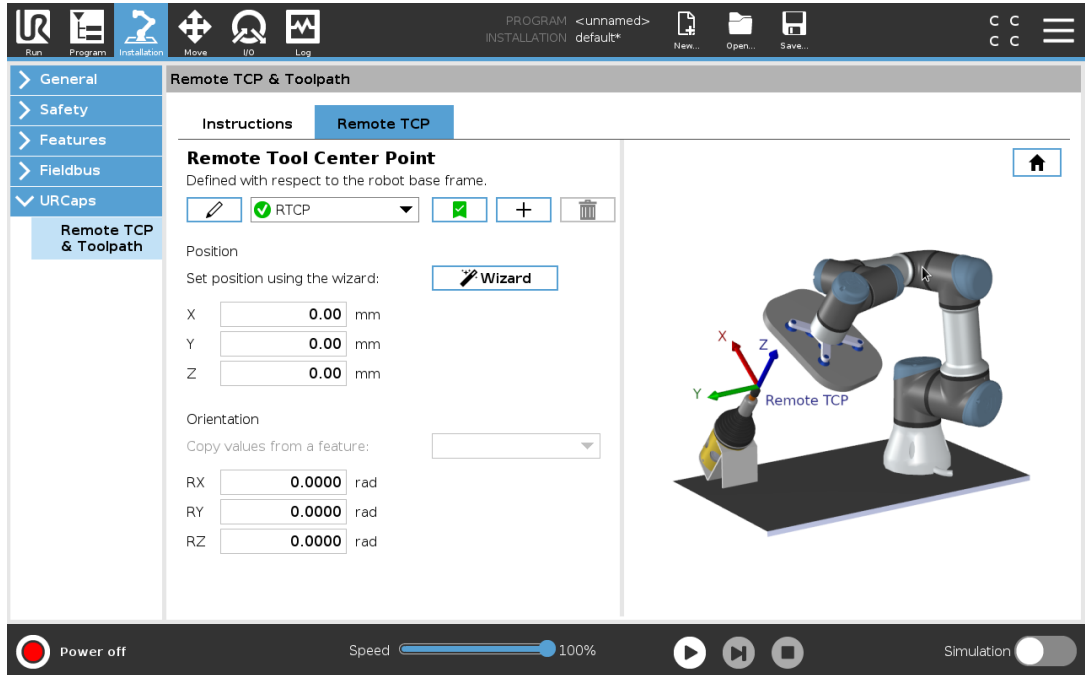 UR
PROGRAM <unnamed>
INSTALLATION default*
C C
C C
Run
Program
Installation
Move
I/O
Log
New...
Open...
Save...
General
Safety
Features
Fieldbus
URCaps
Remote TCP
& Toolpath
Remote TCP & Toolpath
Instructions
Remote TCP
Remote Tool Center Point
Defined with respect to the robot base frame.
RTCP
Position
Set position using the wizard:
Wizard
X 0.00 mm
Y 0.00 mm
Z 0.00 mm
Orientation
Copy values from a feature:
RX 0.0000 rad
RY 0.0000 rad
RZ 0.0000 rad
X
Z
Y
Remote TCP
Power off
Speed
100%
Simulation